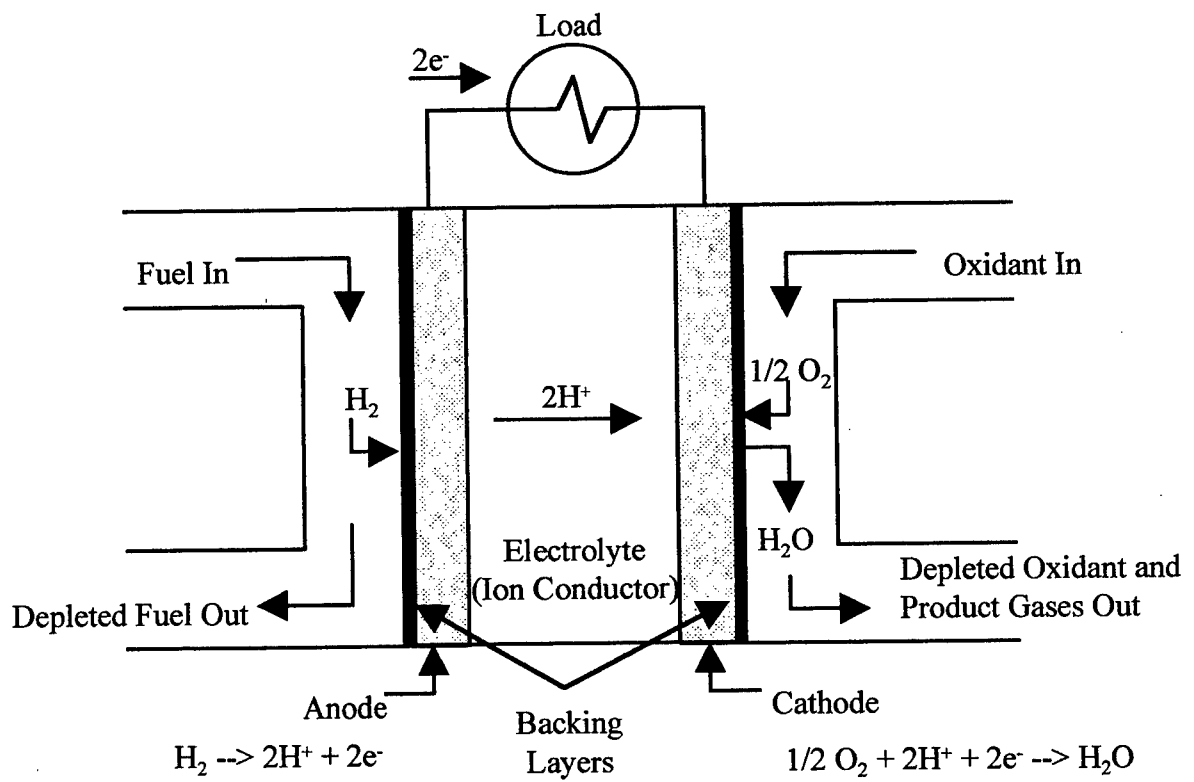 Load
2e⁻
Fuel In
Oxidant In
H₂
2H⁺
1/2 O₂
H₂O
Electrolyte
(Ion Conductor)
Depleted Fuel Out
Depleted Oxidant and
Product Gases Out
Anode
Backing
Layers
Cathode
H₂ --> 2H⁺ + 2e⁻
1/2 O₂ + 2H⁺ + 2e⁻ --> H₂O